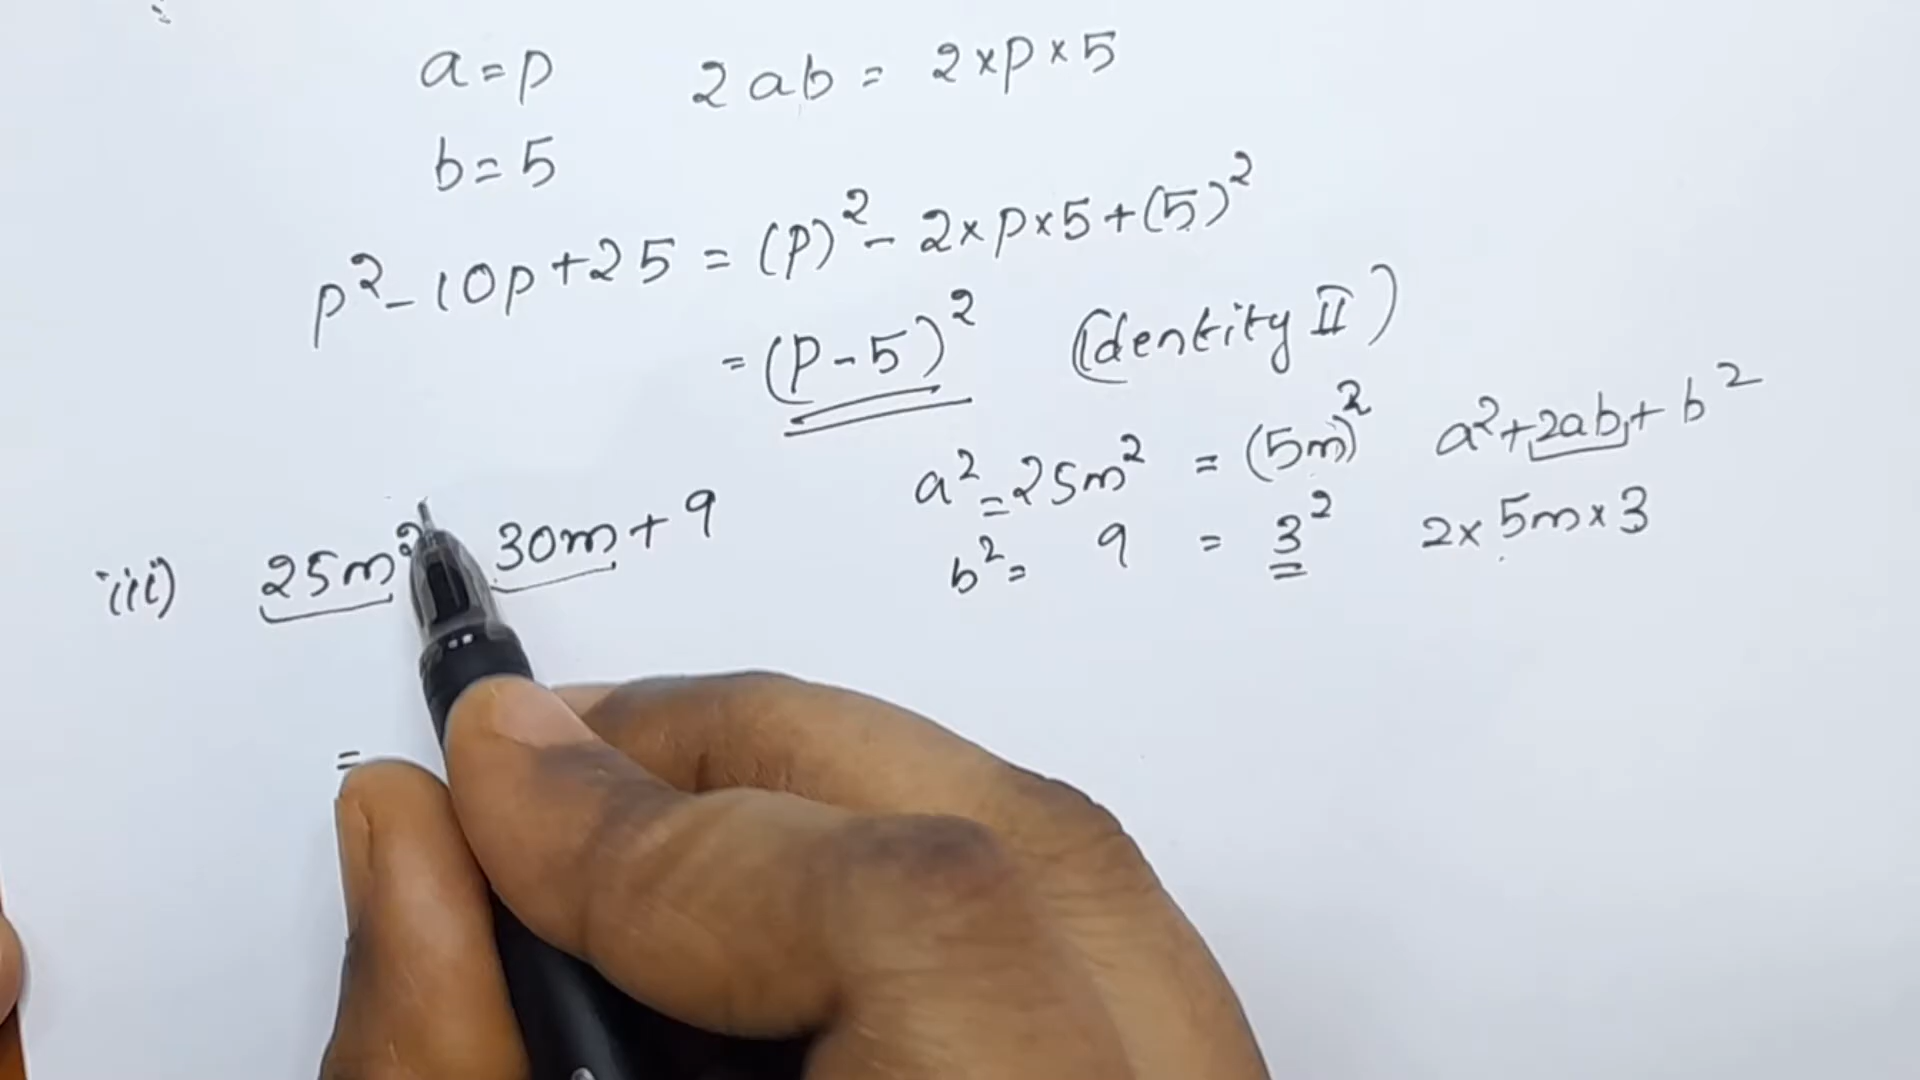 a=p 2ab = 2×p×5
b=5
p²-10p+25 = (p)²- 2×p×5+(5)²
= (p-5)² (Identity II)
a²=25m² = (5m)² a²+2ab+b²
iii) 25m² 30m+9 b²= 9 = 3² 2×5m×3
=